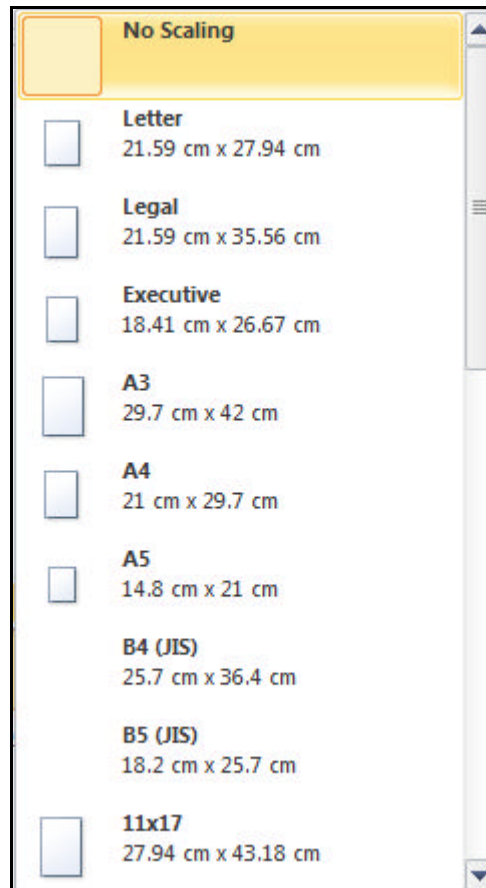 No Scaling
Letter
21.59 cm x 27.94 cm
Legal
21.59 cm x 35.56 cm
Executive
18.41 cm x 26.67 cm
A3
29.7 cm x 42 cm
A4
21 cm x 29.7 cm
A5
14.8 cm x 21 cm
B4 (JIS)
25.7 cm x 36.4 cm
B5 (JIS)
18.2 cm x 25.7 cm
11x17
27.94 cm x 43.18 cm